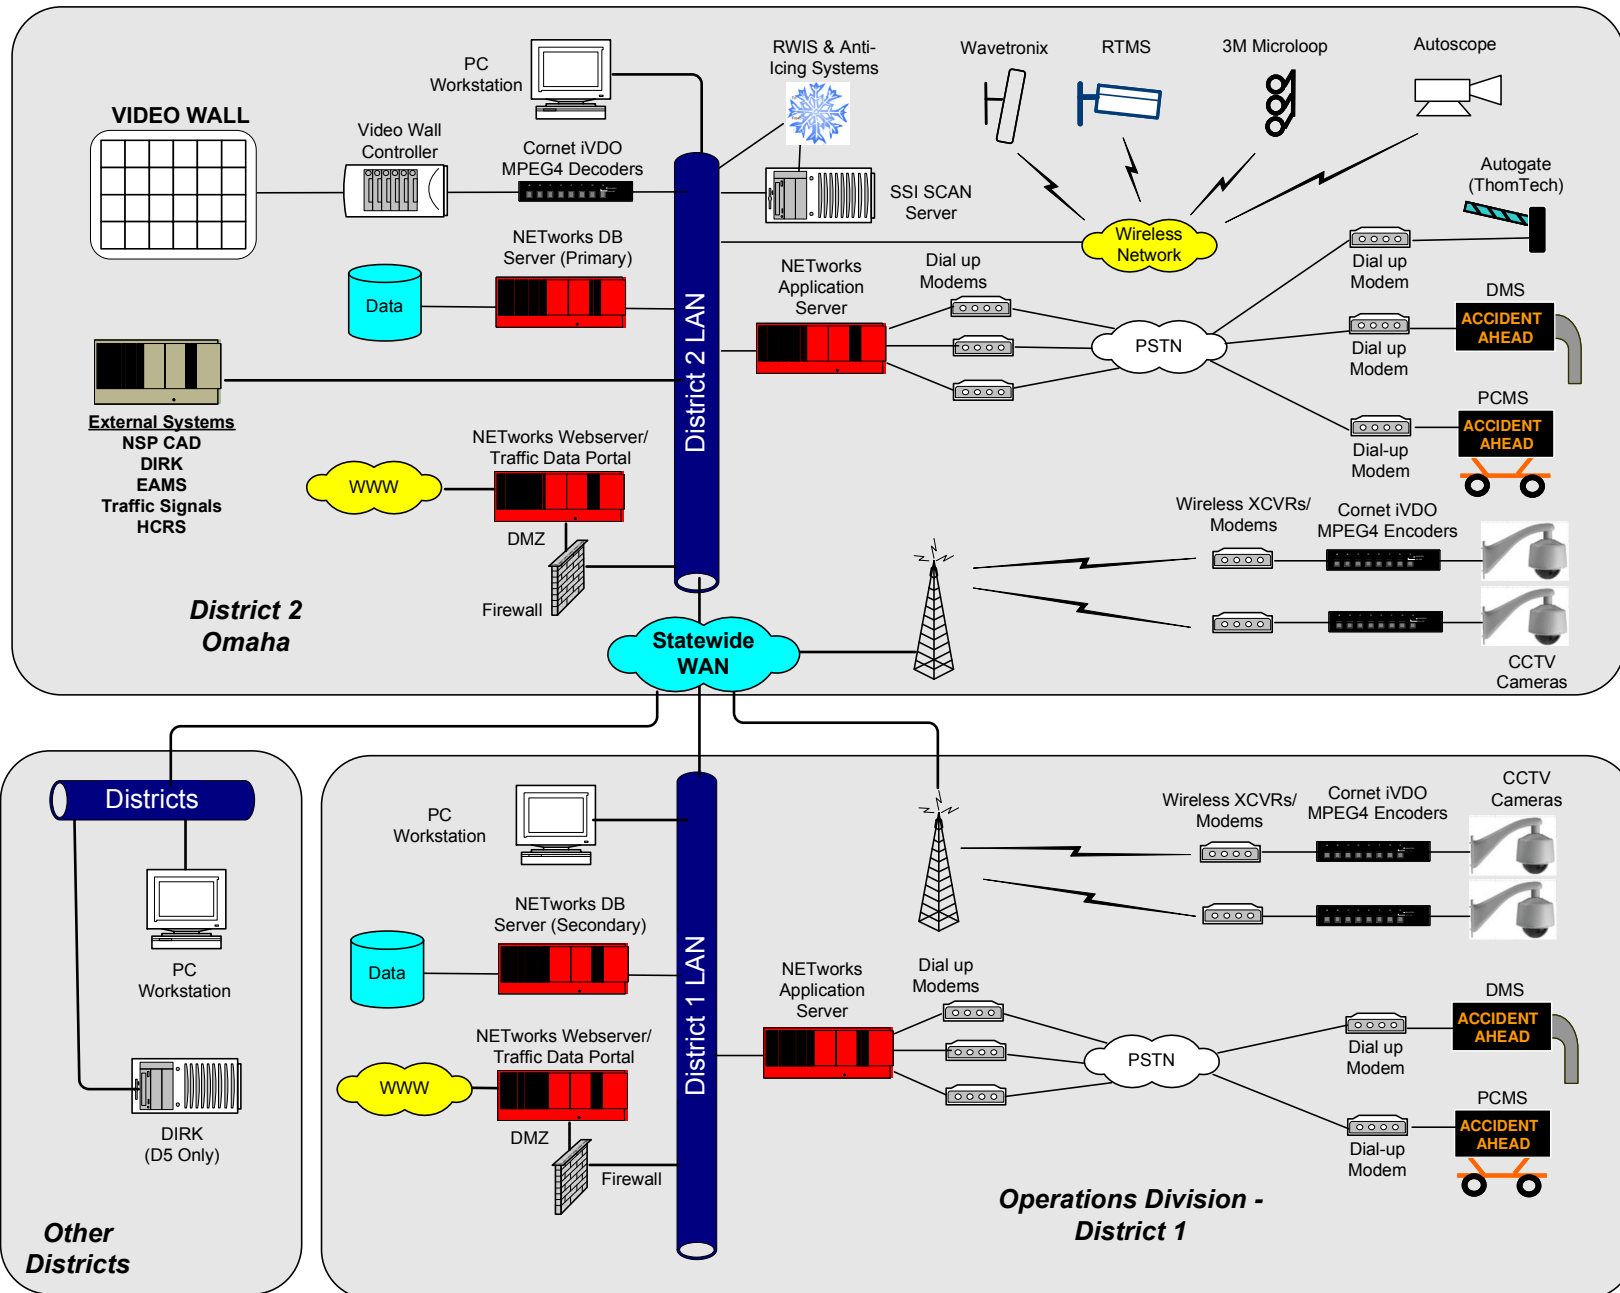 PC
Workstation
RWIS & Anti-
Icing Systems
Wavetronix
RTMS
3M Microloop
Autoscope
VIDEO WALL
Video Wall
Controller
Cornet iVDO
MPEG4 Decoders
SSI SCAN
Server
Autogate
(ThomTech)
Wireless
Network
NETworks DB
Server (Primary)
Data
NETworks
Application
Server
Dial up
Modems
Dial up
Modem
DMS
ACCIDENT
AHEAD
PSTN
Dial up
Modem
District 2 LAN
External Systems
NSP CAD
DIRK
EAMS
Traffic Signals
HCRS
PCMS
ACCIDENT
AHEAD
Dial-up
Modem
NETworks Webserver/
Traffic Data Portal
WWW
DMZ
Firewall
Wireless XCVRs/
Modems
Cornet iVDO
MPEG4 Encoders
CCTV
Cameras
District 2
Omaha
Statewide
WAN
Districts
PC
Workstation
DIRK
(D5 Only)
Other
Districts
PC
Workstation
Wireless XCVRs/
Modems
Cornet iVDO
MPEG4 Encoders
CCTV
Cameras
NETworks DB
Server (Secondary)
Data
District 1 LAN
NETworks
Application
Server
Dial up
Modems
PSTN
DMS
ACCIDENT
AHEAD
Dial up
Modem
PCMS
ACCIDENT
AHEAD
Dial-up
Modem
NETworks Webserver/
Traffic Data Portal
WWW
DMZ
Firewall
Operations Division -
District 1